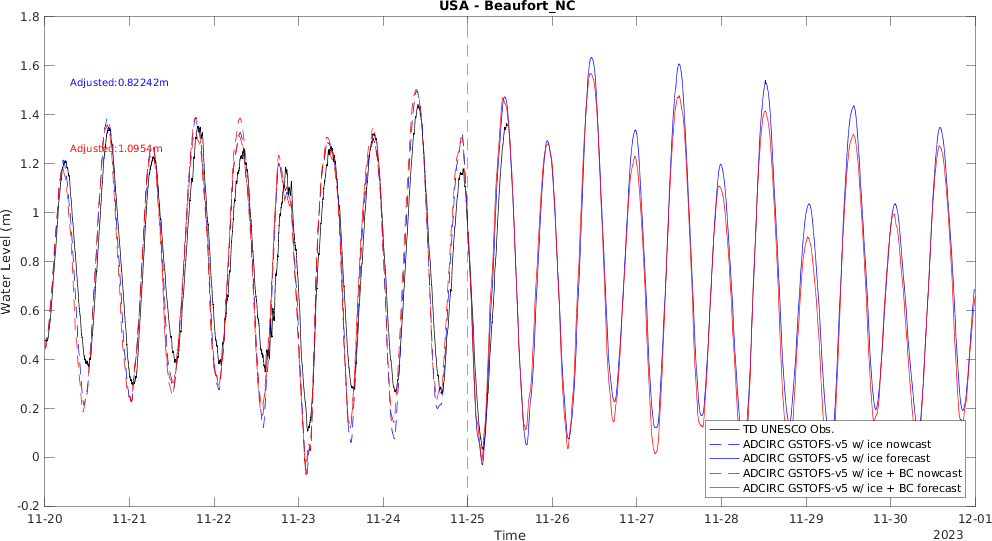 USA - Beaufort_NC
1.8
1.6
1.4
1.2
1
0.8
0.6
0.4
0.2
0
-0.2
Water Level (m)
Adjusted:0.82242m
Adjusted:1.0954m
TD UNESCO Obs.
ADCIRC GSTOFS-v5 w/ ice nowcast
ADCIRC GSTOFS-v5 w/ ice forecast
ADCIRC GSTOFS-v5 w/ ice + BC nowcast
ADCIRC GSTOFS-v5 w/ ice + BC forecast
11-20 11-21 11-22 11-23 11-24 11-25 11-26 11-27 11-28 11-29 11-30 12-01
Time
2023